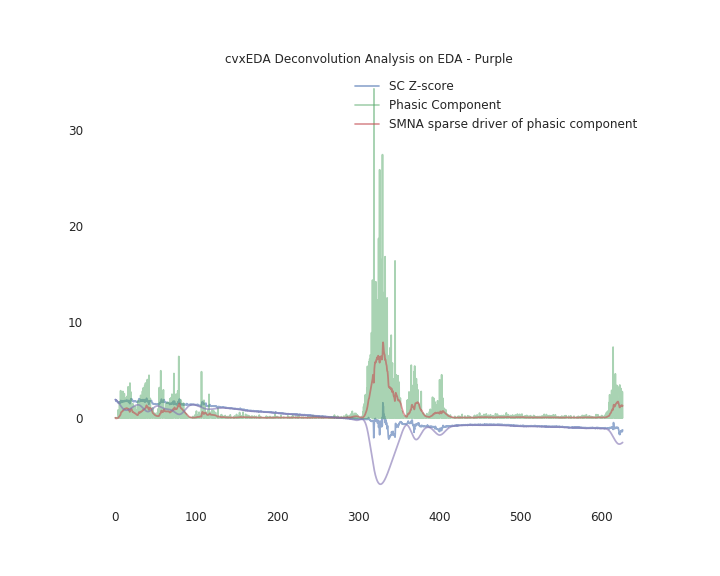 cvxEDA Deconvolution Analysis on EDA - Purple
SC Z-score
Phasic Component
SMNA sparse driver of phasic component
30
20
10
0
0 100 200 300 400 500 600